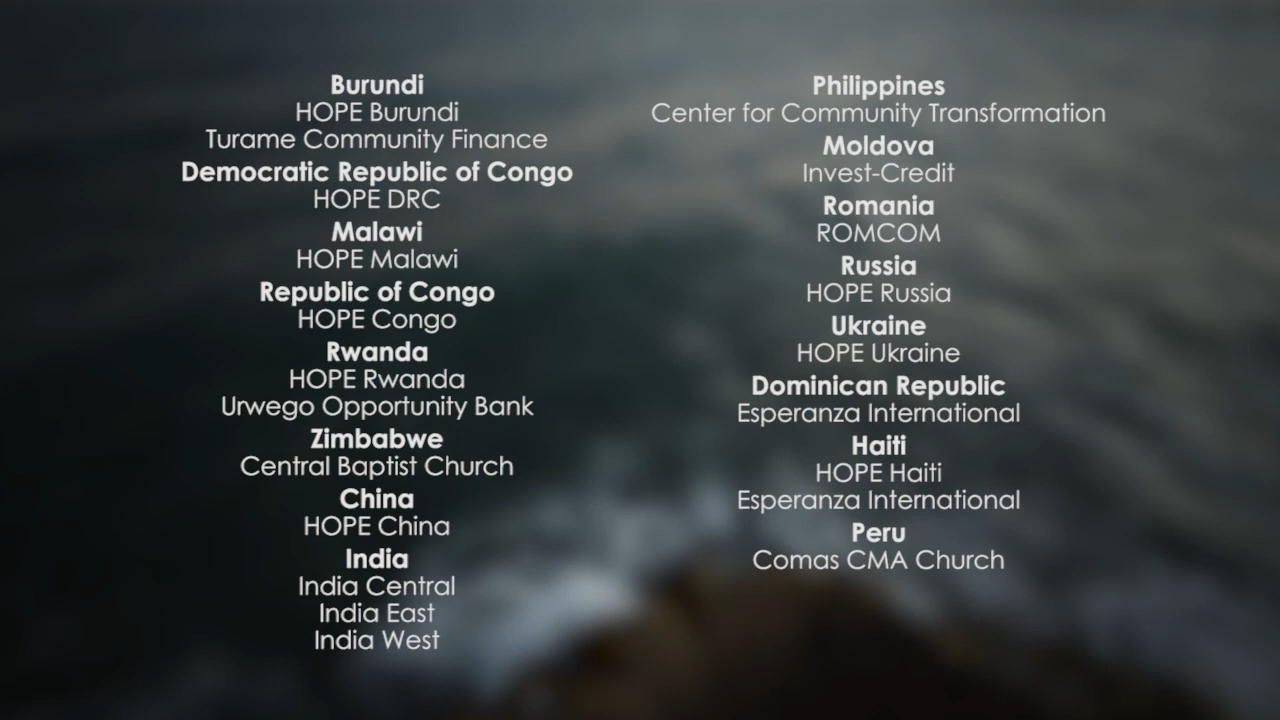 Burundi
HOPE Burundi
Turame Community Finance
Democratic Republic of Congo
HOPE DRC
Malawi
HOPE Malawi
Republic of Congo
HOPE Congo
Rwanda
HOPE Rwanda
Urwego Opportunity Bank
Zimbabwe
Central Baptist Church
China
HOPE China
India
India Central
India East
India West
Philippines
Center for Community Transformation
Moldova
Invest-Credit
Romania
ROMCOM
Russia
HOPE Russia
Ukraine
HOPE Ukraine
Dominican Republic
Esperanza International
Haiti
HOPE Haiti
Esperanza International
Peru
Comas CMA Church